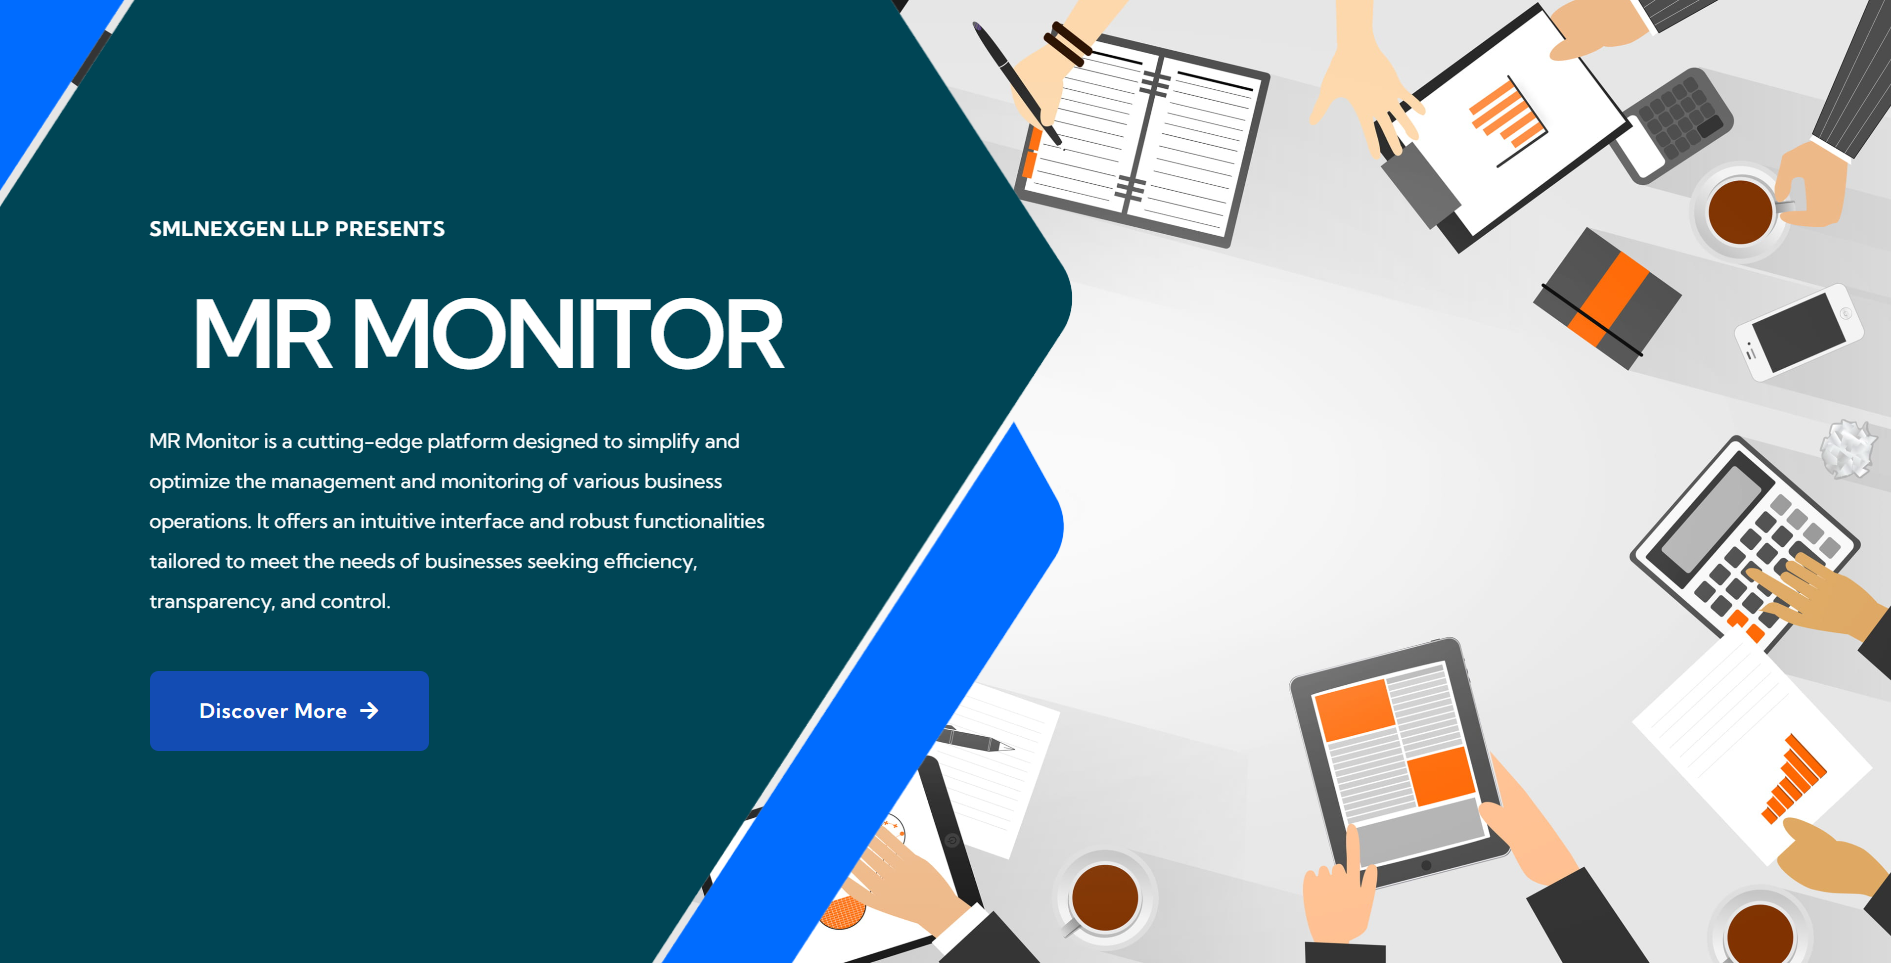 SMLNEXGEN LLP PRESENTS
MR MONITOR
MR Monitor is a cutting-edge platform designed to simplify and
optimize the management and monitoring of various business
operations. It offers an intuitive interface and robust functionalities
tailored to meet the needs of businesses seeking efficiency,
transparency, and control.
Discover More